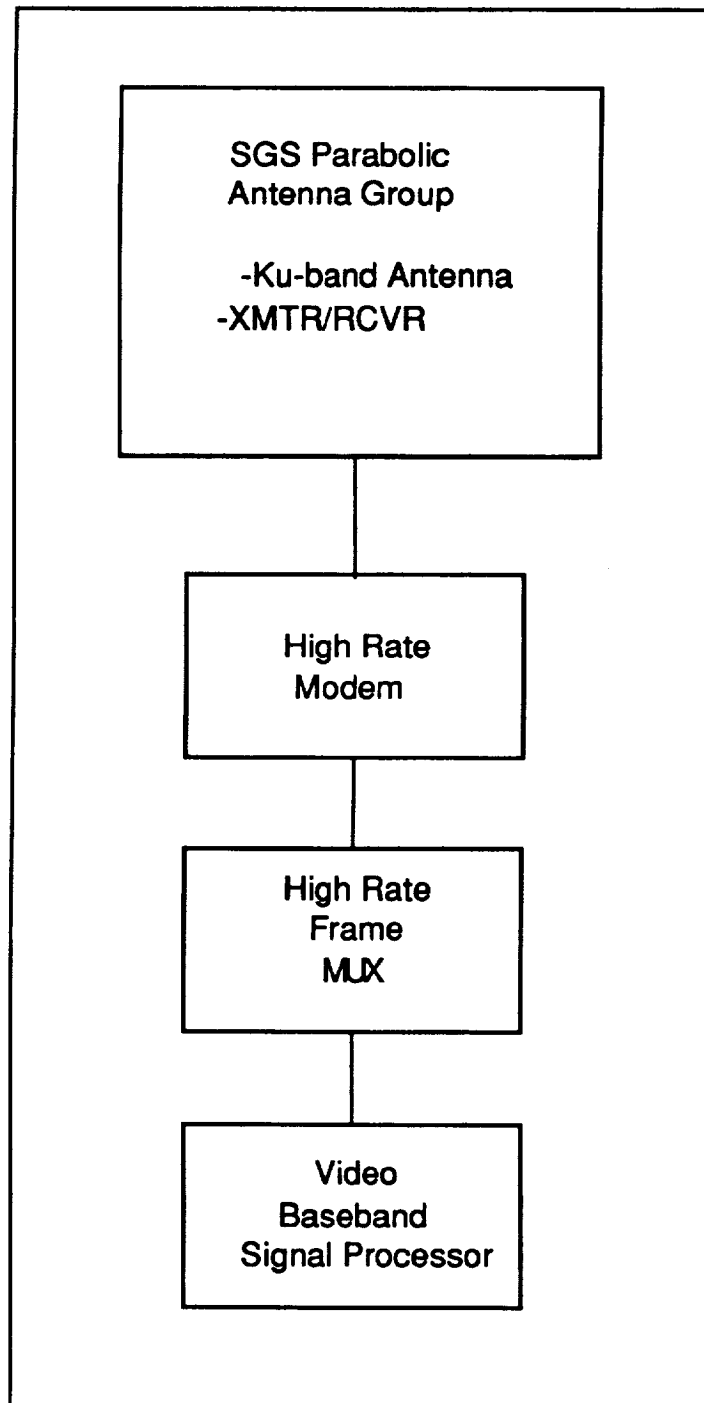 SGS Parabolic
Antenna Group
-Ku-band Antenna
-XMTR/RCVR
High Rate
Modem
High Rate
Frame
MUX
Video
Baseband
Signal Processor